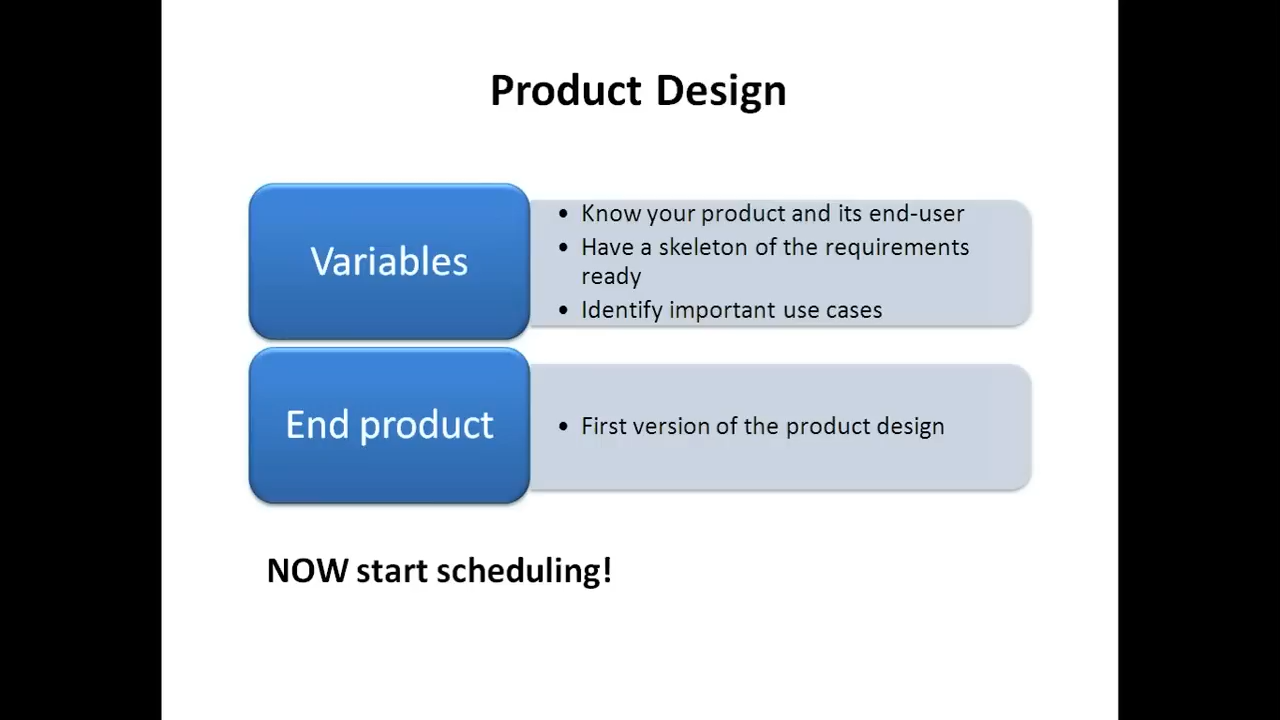 Product Design
Variables
• Know your product and its end-user
• Have a skeleton of the requirements
ready
• Identify important use cases
End product
• First version of the product design
NOW start scheduling!